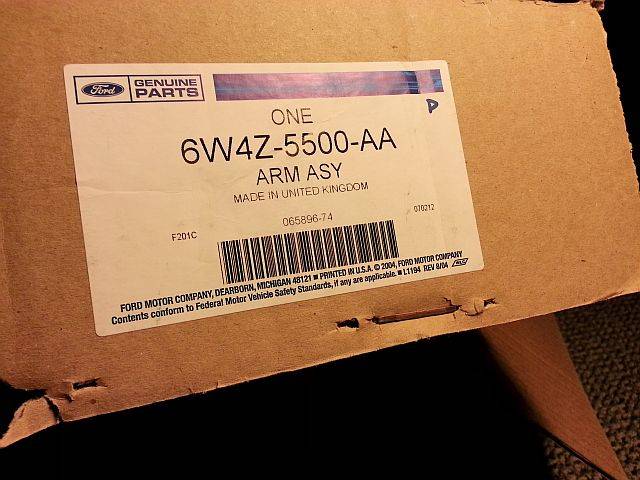 Ford GENUINE PARTS
P
ONE
6W4Z-5500-AA
ARM ASY
MADE IN UNITED KINGDOM
F201C 065896-74 070212
FORD MOTOR COMPANY, DEARBORN, MICHIGAN 48121 ■ PRINTED IN U.S.A. © 2004, FORD MOTOR COMPANY
Contents conform to Federal Motor Vehicle Safety Standards, if any are applicable. ■ L1194 REV 8/04